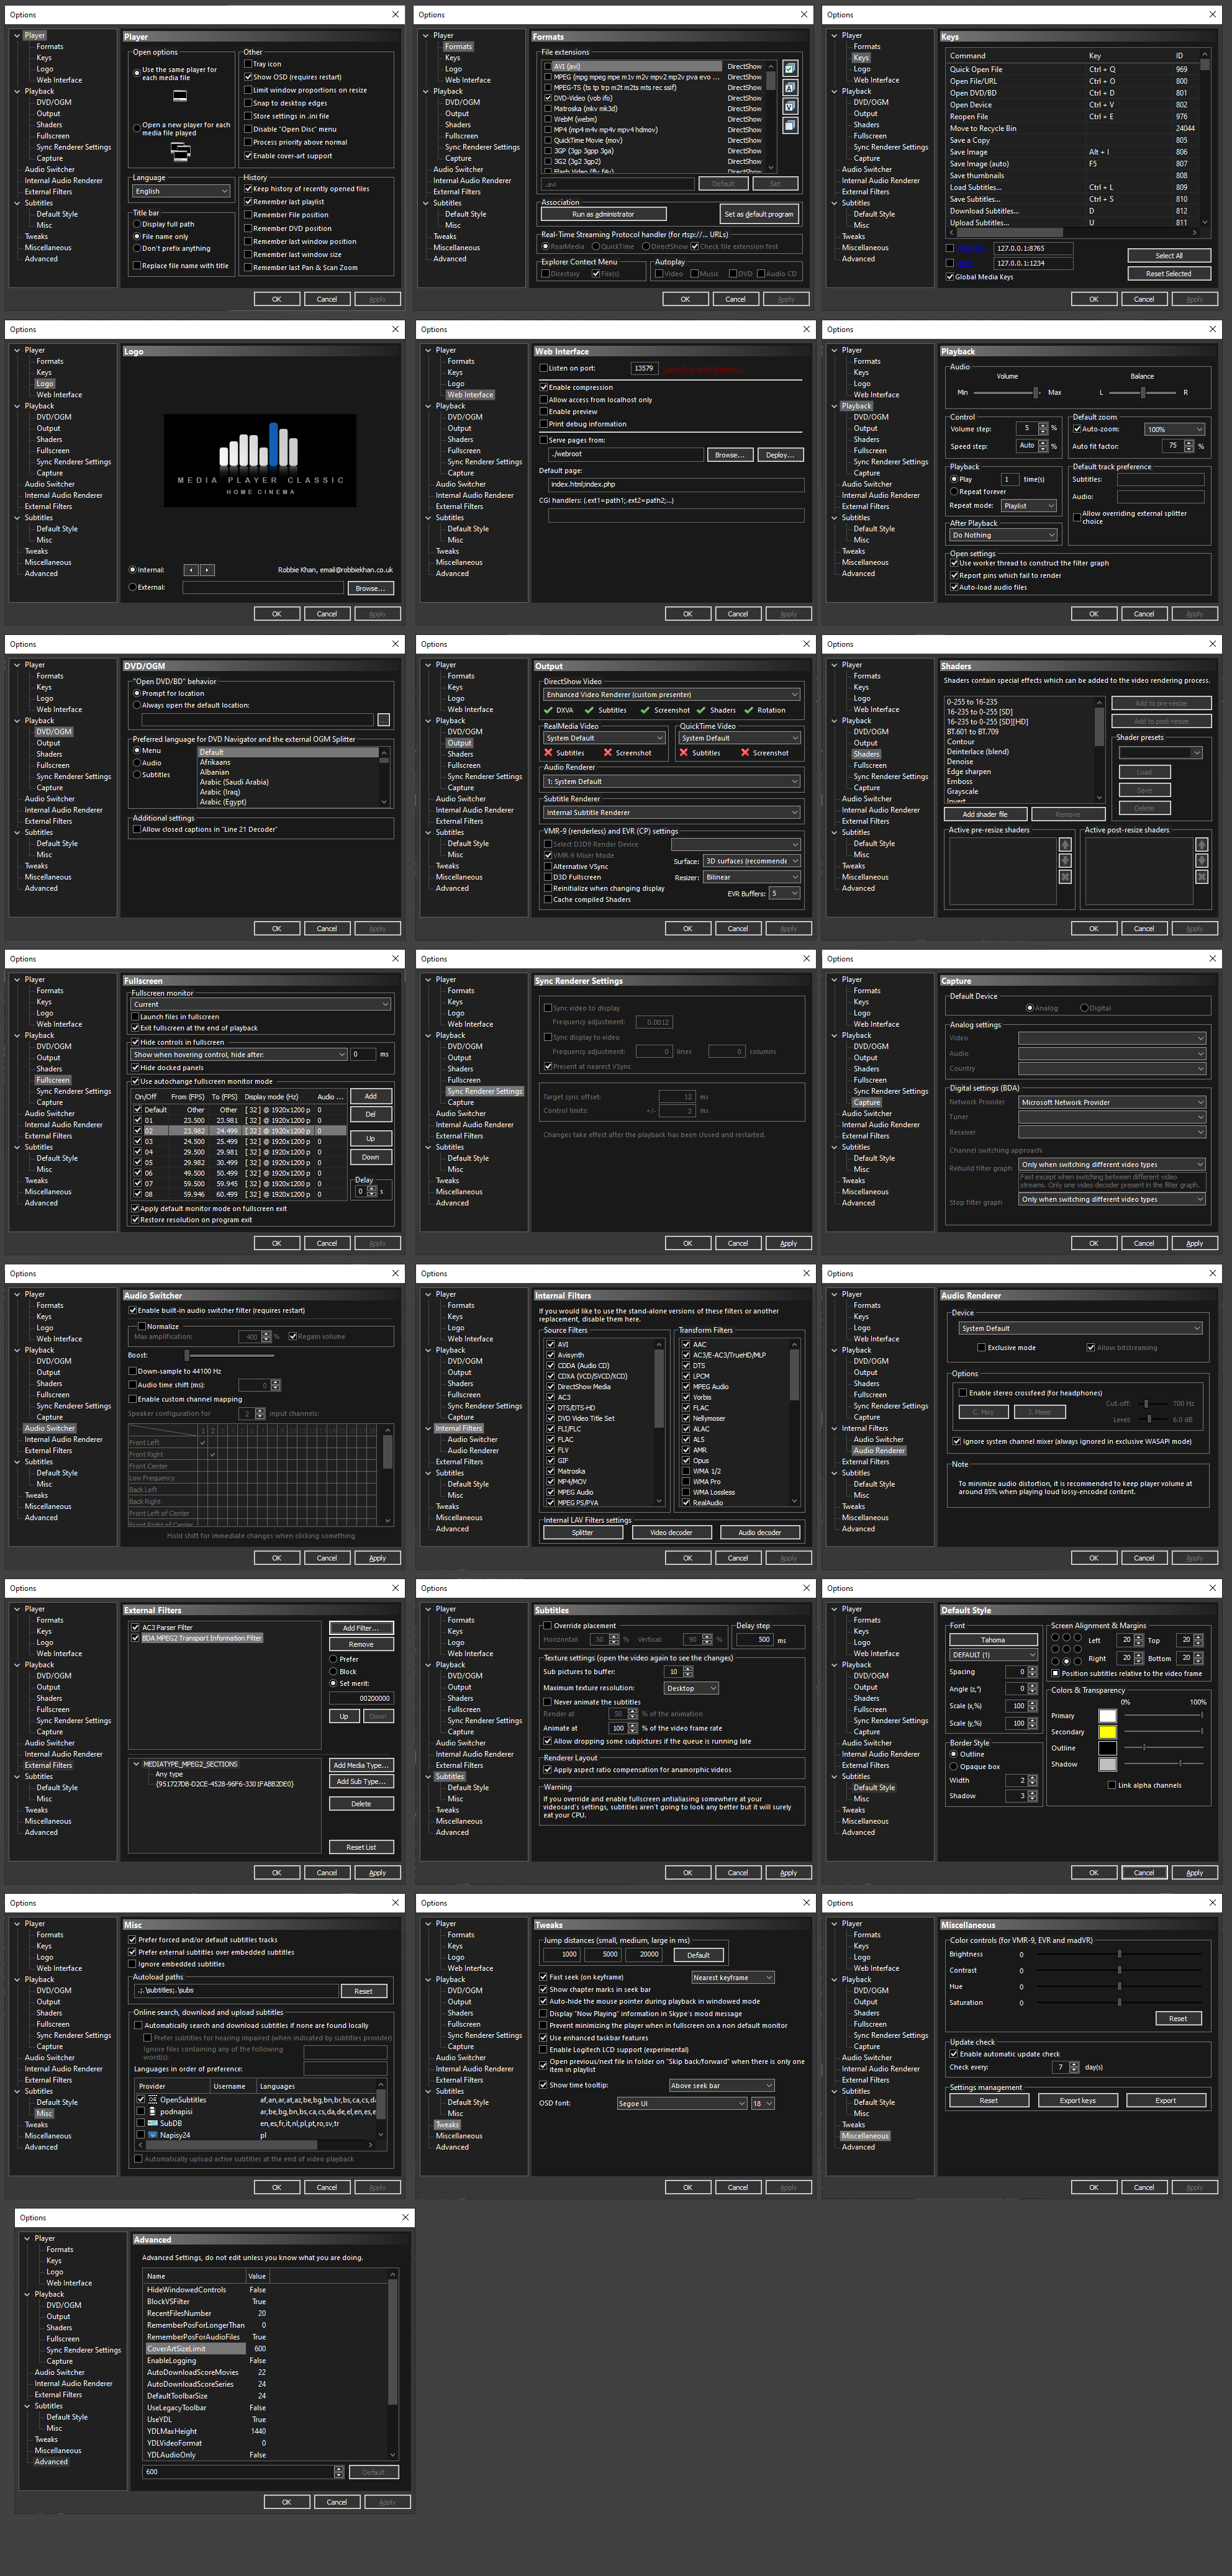 Options
Player
Formats
Keys
Logo
Web Interface
Playback
DVD/OGM
Output
Shaders
Fullscreen
Sync Renderer Settings
Capture
Audio Switcher
Internal Audio Renderer
External Filters
Subtitles
Default Style
Misc
Tweaks
Miscellaneous
Advanced
Player
Open options
Use the same player for each media file
Open a new player for each media file played
Language
English
Title bar
Display full path
File name only
Don't prefix anything
Replace file name with title
Other
Tray icon
Show OSD (requires restart)
Limit window proportions on resize
Snap to desktop edges
Store settings in .ini file
Disable "Open Disc" menu
Process priority above normal
Enable cover-art support
History
Keep history of recently opened files
Remember last playlist
Remember File position
Remember DVD position
Remember last window position
Remember last window size
Remember last Pan & Scan Zoom
OK Cancel Apply
Options
Formats
File extensions
AVI (avi) DirectShow
MPEG (mpg mpeg mpe m1v m2v mpv2 mp2v pva evo ... DirectShow
MPEG-TS (ts tp trp m2t m2ts mts rec ssif) DirectShow
DVD-Video (vob ifo) DirectShow
Matroska (mkv mk3d) DirectShow
WebM (webm) DirectShow
MP4 (mp4 m4v mp4v mpv4 hdmov) DirectShow
QuickTime Movie (mov) DirectShow
3GP (3gp 3gpp 3ga) DirectShow
3G2 (3g2 3gp2) DirectShow
.avi Default Set
Association
Run as administrator Set as default program
Real-Time Streaming Protocol handler (for rtsp://... URLs)
RealMedia QuickTime DirectShow Check file extension first
Explorer Context Menu
Directory File(s)
Autoplay
Video Music DVD Audio CD
OK Cancel Apply
Options
Keys
Command Key ID
Quick Open File Ctrl + Q 969
Open File/URL Ctrl + O 800
Open DVD/BD Ctrl + D 801
Open Device Ctrl + V 802
Reopen File Ctrl + E 976
Move to Recycle Bin 24044
Save a Copy 805
Save Image Alt + I 806
Save Image (auto) F5 807
Save thumbnails 808
Load Subtitles... Ctrl + L 809
Save Subtitles... Ctrl + S 810
Download Subtitles... D 812
Upload Subtitles... U 811
127.0.0.1:8765
127.0.0.1:1234
Global Media Keys
Select All
Reset Selected
OK Cancel Apply
Options
Logo
MEDIA PLAYER CLASSIC
HOME CINEMA
Internal: Robbie Khan, email@robbiekhan.co.uk
External: Browse...
OK Cancel Apply
Options
Web Interface
Listen on port: 13579
Enable compression
Allow access from localhost only
Enable preview
Print debug information
Serve pages from:
./webroot Browse... Deploy...
Default page:
index.html;index.php
CGI handlers: (.ext1=path1;.ext2=path2;...)
OK Cancel Apply
Options
Playback
Audio
Volume Balance
Min Max L R
Control
Volume step: 5 %
Speed step: Auto %
Default zoom
Auto-zoom: 100%
Auto fit factor: 75 %
Playback
Play 1 time(s)
Repeat forever
Repeat mode: Playlist
After Playback
Do Nothing
Default track preference
Subtitles:
Audio:
Allow overriding external splitter choice
Open settings
Use worker thread to construct the filter graph
Report pins which fail to render
Auto-load audio files
OK Cancel Apply
Options
DVD/OGM
"Open DVD/BD" behavior
Prompt for location
Always open the default location:
Preferred language for DVD Navigator and the external OGM Splitter
Menu
Audio
Subtitles
Default
Afrikaans
Albanian
Arabic (Saudi Arabia)
Arabic (Iraq)
Arabic (Egypt)
Additional settings
Allow closed captions in "Line 21 Decoder"
OK Cancel Apply
Options
Output
DirectShow Video
Enhanced Video Renderer (custom presenter)
DXVA Subtitles Screenshot Shaders Rotation
RealMedia Video
System Default
Subtitles Screenshot
QuickTime Video
System Default
Subtitles Screenshot
Audio Renderer
1: System Default
Subtitle Renderer
Internal Subtitle Renderer
VMR-9 (renderless) and EVR (CP) settings
Select D3D9 Render Device
VMR-9 Mixer Mode
Alternative VSync
D3D Fullscreen
Reinitialize when changing display
Cache compiled Shaders
Surface: 3D surfaces (recommende
Resizer: Bilinear
EVR Buffers: 5
OK Cancel Apply
Options
Shaders
Shaders contain special effects which can be added to the video rendering process.
0-255 to 16-235
16-235 to 0-255 [SD]
16-235 to 0-255 [SD][HD]
BT.601 to BT.709
Contour
Deinterlace (blend)
Denoise
Edge sharpen
Emboss
Grayscale
Invert
Add to pre-resize
Add to post-resize
Shader presets
Load
Save
Delete
Add shader file Remove
Active pre-resize shaders Active post-resize shaders
OK Cancel Apply
Options
Fullscreen
Fullscreen monitor
Current
Launch files in fullscreen
Exit fullscreen at the end of playback
Hide controls in fullscreen
Show when hovering control, hide after: 0 ms
Hide docked panels
Use autochange fullscreen monitor mode
On/Off From (FPS) To (FPS) Display mode (Hz) Audio ...
Default Other Other [ 32 ] @ 1920x1200 p 0
01 23.500 23.981 [ 32 ] @ 1920x1200 p 0
02 23.982 24.499 [ 32 ] @ 1920x1200 p 0
03 24.500 25.499 [ 32 ] @ 1920x1200 p 0
04 29.500 29.981 [ 32 ] @ 1920x1200 p 0
05 29.982 30.499 [ 32 ] @ 1920x1200 p 0
06 49.500 50.499 [ 32 ] @ 1920x1200 p 0
07 59.500 59.945 [ 32 ] @ 1920x1200 p 0
08 59.946 60.499 [ 32 ] @ 1920x1200 p 0
Add
Del
Up
Down
Delay
0 s
Apply default monitor mode on fullscreen exit
Restore resolution on program exit
OK Cancel Apply
Options
Sync Renderer Settings
Sync video to display
Frequency adjustment: 0.0012
Sync display to video
Frequency adjustment: 0 lines 0 columns
Present at nearest VSync
Target sync offset: 12 ms
Control limits: +/- 2 ms
Changes take effect after the playback has been closed and restarted.
OK Cancel Apply
Options
Capture
Default Device
Analog Digital
Analog settings
Video
Audio
Country
Digital settings (BDA)
Network Provider Microsoft Network Provider
Tuner
Receiver
Channel switching approach:
Rebuild filter graph Only when switching different video types
Fast except when switching between different video streams. Only one video decoder present in the filter graph.
Stop filter graph Only when switching different video types
OK Cancel Apply
Options
Audio Switcher
Enable built-in audio switcher filter (requires restart)
Normalize
Max amplification: 400 % Regain volume
Boost:
Down-sample to 44100 Hz
Audio time shift (ms): 0
Enable custom channel mapping
Speaker configuration for 2 input channels:
1 2 3 4 5 6 7 8 9 10 11 12 13 14 15 16 17 18
Front Left
Front Right
Front Center
Low Frequency
Back Left
Back Right
Front Left of Center
Front Right of Center
Hold shift for immediate changes when clicking something
OK Cancel Apply
Options
Internal Filters
If you would like to use the stand-alone versions of these filters or another replacement, disable them here.
Source Filters
AVI
Avisynth
CDDA (Audio CD)
CDXA (VCD/SVCD/XCD)
DirectShow Media
AC3
DTS/DTS-HD
DVD Video Title Set
FLI/FLC
FLAC
FLV
GIF
Matroska
MP4/MOV
MPEG Audio
MPEG PS/PVA
Transform Filters
AAC
AC3/E-AC3/TrueHD/MLP
DTS
LPCM
MPEG Audio
Vorbis
FLAC
Nellymoser
ALAC
ALS
AMR
Opus
WMA 1/2
WMA Pro
WMA Lossless
RealAudio
Internal LAV Filters settings
Splitter Video decoder Audio decoder
OK Cancel Apply
Options
Audio Renderer
Device
System Default
Exclusive mode Allow bitstreaming
Options
Enable stereo crossfeed (for headphones)
C. Moy J. Meier
Cut-off: 700 Hz
Level: 6.0 dB
Ignore system channel mixer (always ignored in exclusive WASAPI mode)
Note
To minimize audio distortion, it is recommended to keep player volume at around 85% when playing loud lossy-encoded content.
OK Cancel Apply
Options
External Filters
AC3 Parser Filter
BDA MPEG2 Transport Information Filter
Add Filter...
Remove
Prefer
Block
Set merit:
00200000
Up Down
MEDIATYPE_MPEG2_SECTIONS
Any type
{951727DB-D2CE-4528-96F6-3301FABB2DE0}
Add Media Type...
Add Sub Type...
Delete
Reset List
OK Cancel Apply
Options
Subtitles
Override placement
Horizontal: 50 % Vertical: 90 %
Delay step
500 ms
Texture settings (open the video again to see the changes)
Sub pictures to buffer: 10
Maximum texture resolution: Desktop
Never animate the subtitles
Render at 50 % of the animation
Animate at 100 % of the video frame rate
Allow dropping some subpictures if the queue is running late
Renderer Layout
Apply aspect ratio compensation for anamorphic videos
Warning
If you override and enable fullscreen antialiasing somewhere at your videocard's settings, subtitles aren't going to look any better but it will surely eat your CPU.
OK Cancel Apply
Options
Default Style
Font
Tahoma
DEFAULT (1)
Spacing 0
Angle (z,°) 0
Scale (x,%) 100
Scale (y,%) 100
Border Style
Outline
Opaque box
Width 2
Shadow 3
Screen Alignment & Margins
Left 20 Top 20
Right 20 Bottom 20
Position subtitles relative to the video frame
Colors & Transparency
0% 100%
Primary
Secondary
Outline
Shadow
Link alpha channels
OK Cancel Apply
Options
Misc
Prefer forced and/or default subtitles tracks
Prefer external subtitles over embedded subtitles
Ignore embedded subtitles
Autoload paths
.;.\subtitles;.\subs Reset
Online search, download and upload subtitles
Automatically search and download subtitles if none are found locally
Prefer subtitles for hearing impaired (when indicated by subtitles provider)
Ignore files containing any of the following word(s):
Languages in order of preference:
Provider Username Languages
OpenSubtitles af,an,ar,at,az,be,bg,bn,br,bs,ca,cs,d
podnapisi ar,be,bg,bn,bs,ca,cs,da,de,el,en,es,e
SubDB en,es,fr,it,nl,pl,pt,ro,sv,tr
Napisy24 pl
Automatically upload active subtitles at the end of video playback
OK Cancel Apply
Options
Tweaks
Jump distances (small, medium, large in ms)
1000 5000 20000 Default
Fast seek (on keyframe) Nearest keyframe
Show chapter marks in seek bar
Auto-hide the mouse pointer during playback in windowed mode
Display "Now Playing" information in Skype's mood message
Prevent minimizing the player when in fullscreen on a non default monitor
Use enhanced taskbar features
Enable Logitech LCD support (experimental)
Open previous/next file in folder on "Skip back/forward" when there is only one item in playlist
Show time tooltip: Above seek bar
OSD font: Segoe UI 18
OK Cancel Apply
Options
Miscellaneous
Color controls (for VMR-9, EVR and madVR)
Brightness 0
Contrast 0
Hue 0
Saturation 0
Reset
Update check
Enable automatic update check
Check every: 7 day(s)
Settings management
Reset Export keys Export
OK Cancel Apply
Options
Advanced
Advanced Settings, do not edit unless you know what you are doing.
Name Value
HideWindowedControls False
BlockVSFilter True
RecentFilesNumber 20
RememberPosForLongerThan 0
RememberPosForAudioFiles True
CoverArtSizeLimit 600
EnableLogging False
AutoDownloadScoreMovies 22
AutoDownloadScoreSeries 24
DefaultToolbarSize 24
UseLegacyToolbar False
UseYDL True
YDLMaxHeight 1440
YDLVideoFormat 0
YDLAudioOnly False
600 Default
OK Cancel Apply